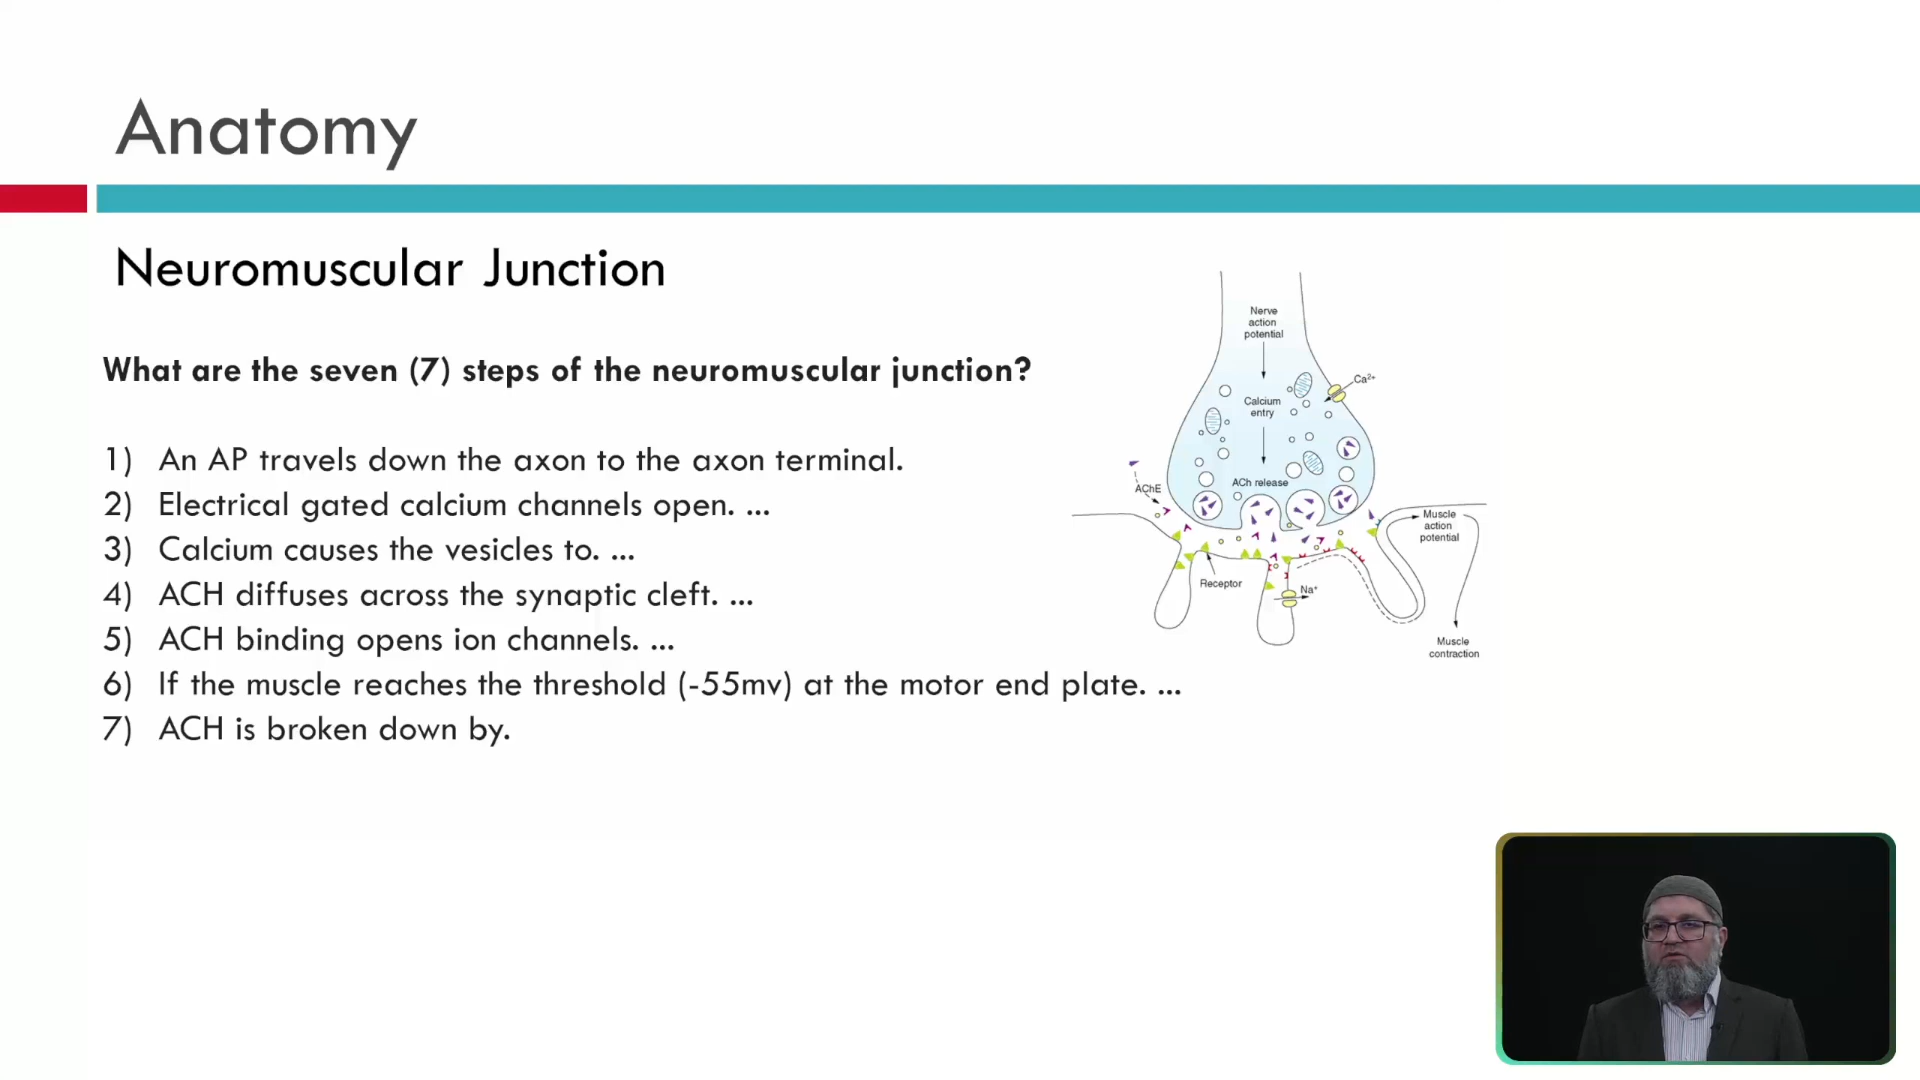 Anatomy
Neuromuscular Junction
What are the seven (7) steps of the neuromuscular junction?
1) An AP travels down the axon to the axon terminal.
2) Electrical gated calcium channels open. ...
3) Calcium causes the vesicles to. ...
4) ACH diffuses across the synaptic cleft. ...
5) ACH binding opens ion channels. ...
6) If the muscle reaches the threshold (-55mv) at the motor end plate. ...
7) ACH is broken down by.
Nerve
action
potential
Ca²⁺
Calcium
entry
ACh release
AChE
Muscle
action
potential
Receptor
Na⁺
Muscle
contraction